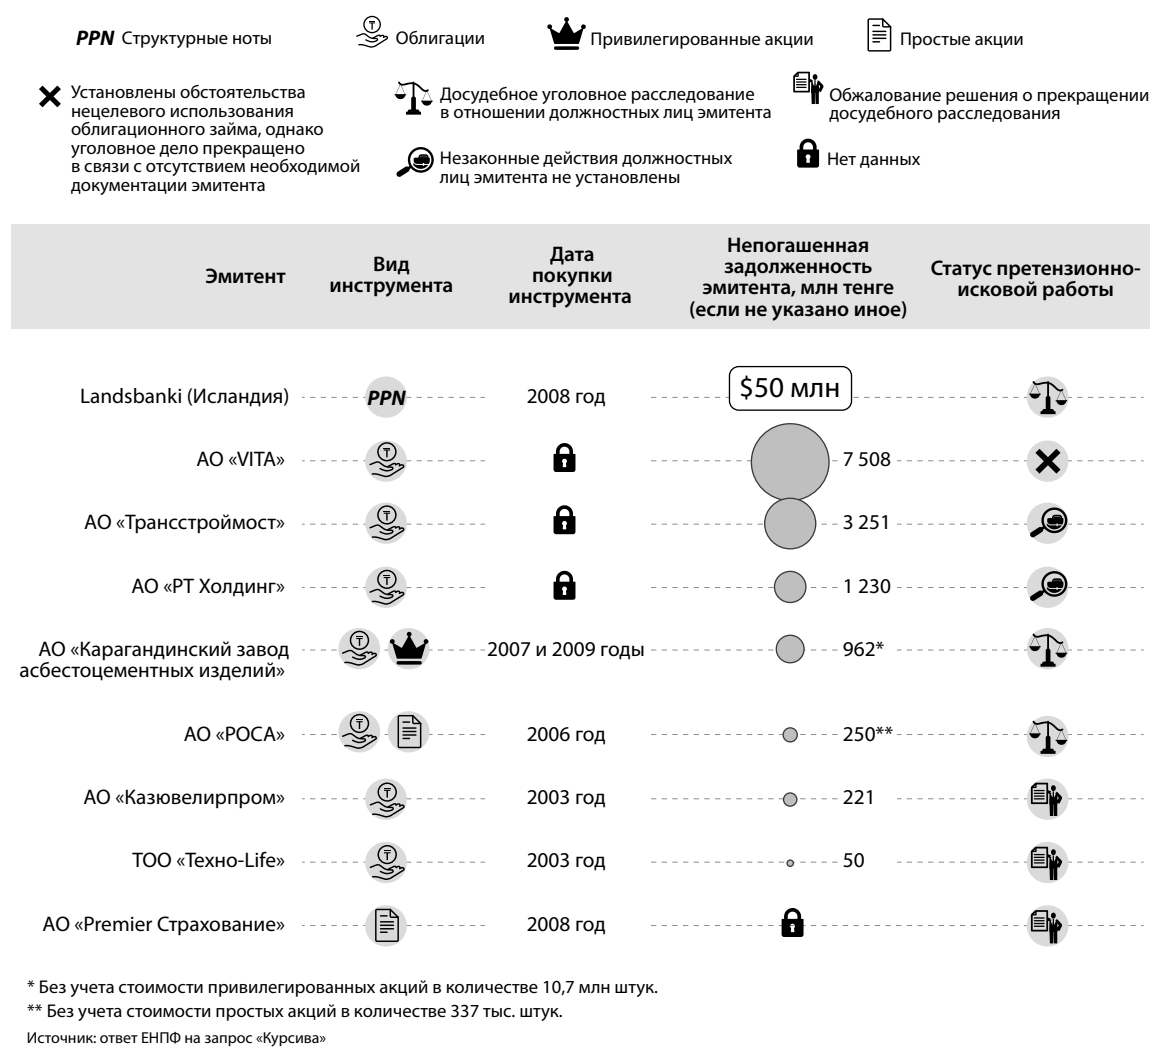 PPN Структурные ноты
Облигации
Привилегированные акции
Простые акции
Установлены обстоятельства
нецелевого использования
облигационного займа, однако
уголовное дело прекращено
в связи с отсутствием необходимой
документации эмитента
Досудебное уголовное расследование
в отношении должностных лиц эмитента
Незаконные действия должностных
лиц эмитента не установлены
Обжалование решения о прекращении
досудебного расследования
Нет данных
Эмитент
Вид
инструмента
Дата
покупки
инструмента
Непогашенная
задолженность
эмитента, млн тенге
(если не указано иное)
Статус претензионно-
исковой работы
Landsbanki (Исландия) PPN 2008 год $50 млн
АО «VITA» 7 508
АО «Трансстроймост» 3 251
АО «РТ Холдинг» 1 230
АО «Карагандинский завод
асбестоцементных изделий»
2007 и 2009 годы 962*
АО «РОСА» 2006 год 250**
АО «Казювелирпром» 2003 год 221
ТОО «Техно-Life» 2003 год 50
АО «Premier Страхование» 2008 год
* Без учета стоимости привилегированных акций в количестве 10,7 млн штук.
** Без учета стоимости простых акций в количестве 337 тыс. штук.
Источник: ответ ЕНПФ на запрос «Курсива»